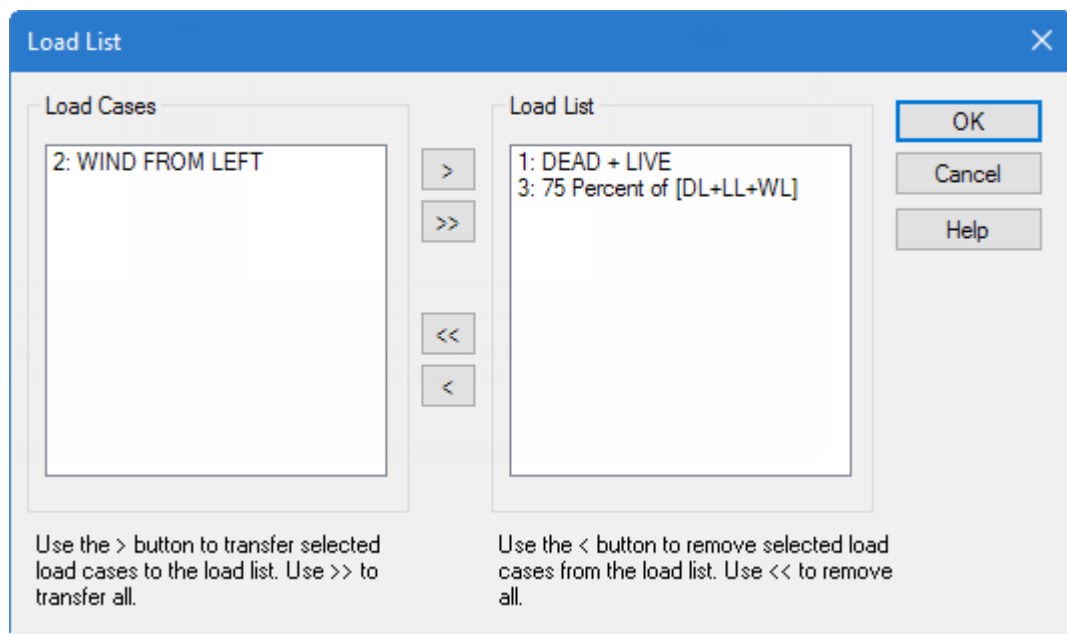 Load List
Load Cases
2: WIND FROM LEFT
>
>>
<<
<
Load List
1: DEAD + LIVE
3: 75 Percent of [DL+LL+WL]
OK
Cancel
Help
Use the > button to transfer selected
load cases to the load list. Use >> to
transfer all.
Use the < button to remove selected load
cases from the load list. Use << to remove
all.